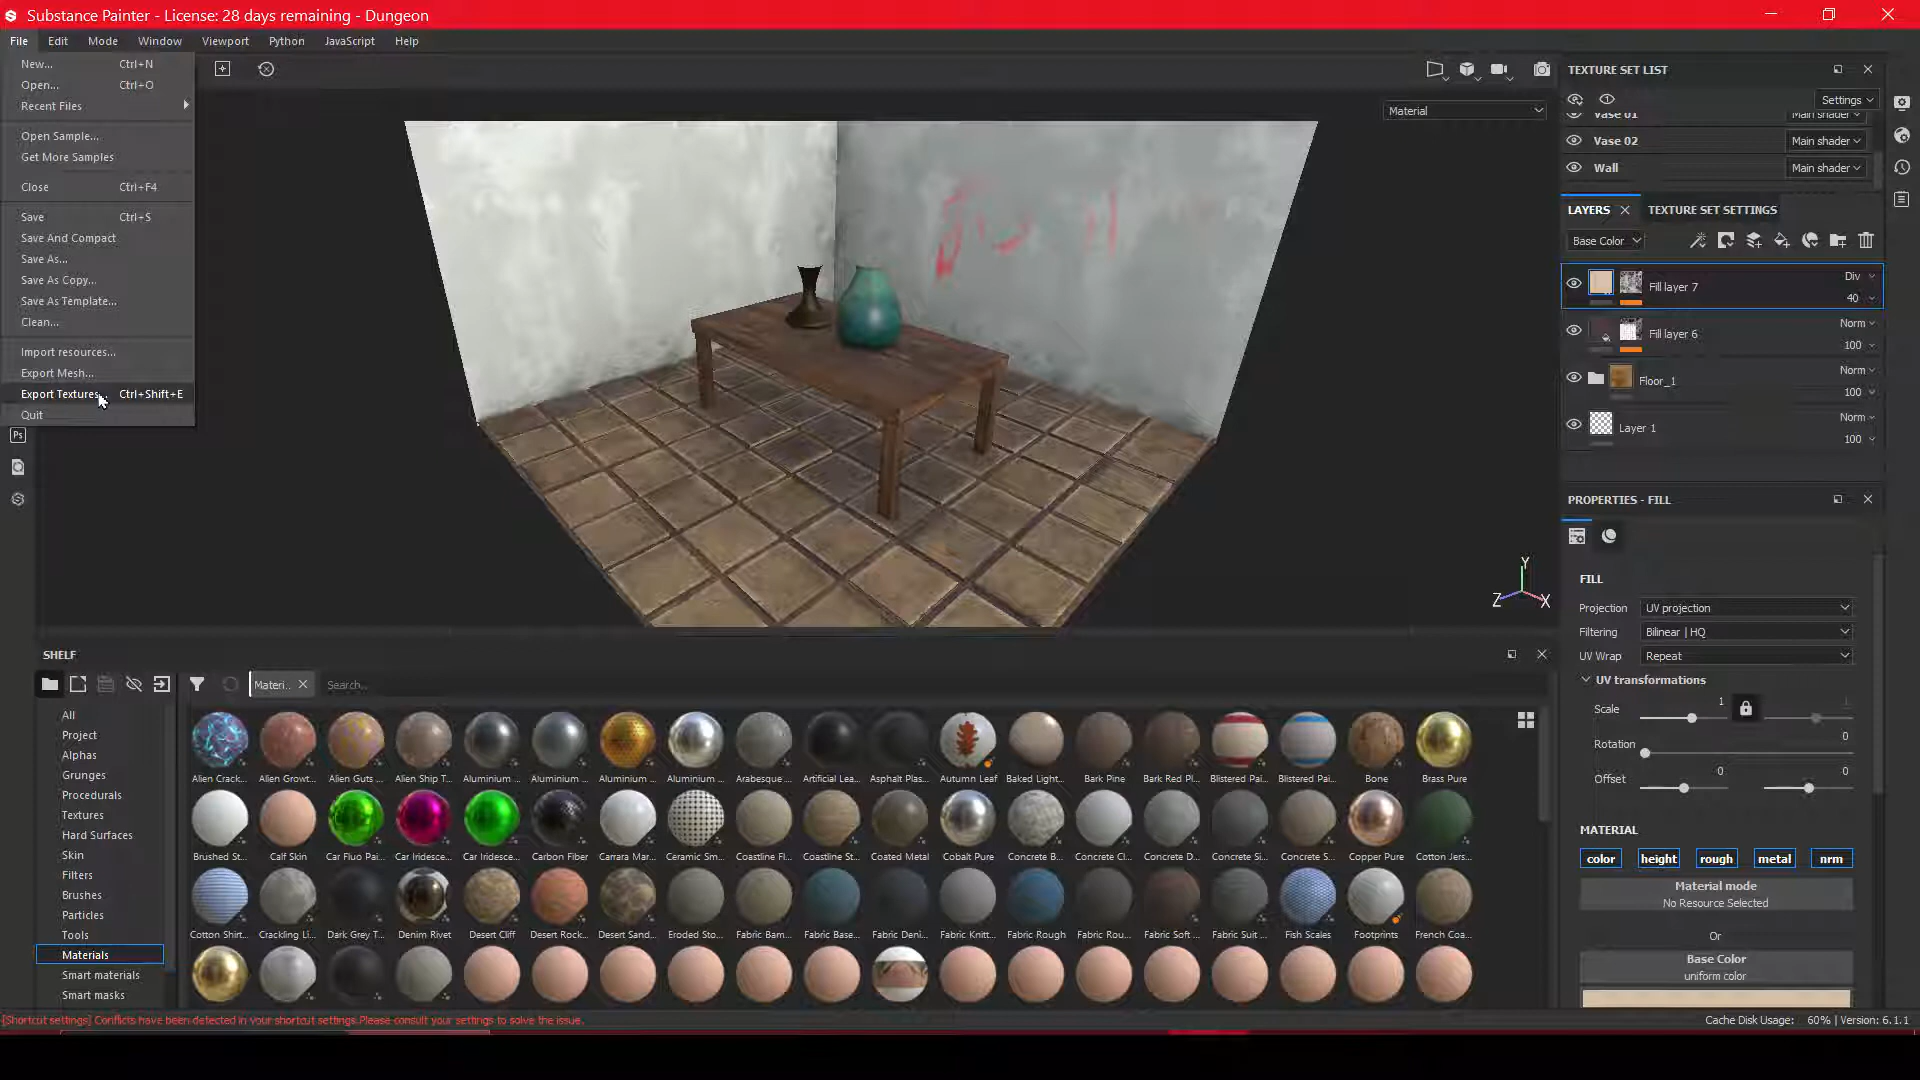 Substance Painter - License: 28 days remaining - Dungeon
File Edit Mode Window Viewport Python JavaScript Help
New... Ctrl+N
Open... Ctrl+O
Recent Files
Open Sample...
Get More Samples
Close Ctrl+F4
Save Ctrl+S
Save And Compact
Save As...
Save As Copy...
Save As Template...
Clean...
Import resources...
Export Mesh...
Export Textures... Ctrl+Shift+E
Quit
Ps
Material
Y
Z X
TEXTURE SET LIST
Settings
Vase 01 Main shader
Vase 02 Main shader
Wall Main shader
LAYERS TEXTURE SET SETTINGS
Base Color
Fill layer 7 Div 40
Fill layer 6 Norm 100
Floor_1 Norm 100
Layer 1 Norm 100
PROPERTIES - FILL
FILL
Projection UV projection
Filtering Bilinear | HQ
UV Wrap Repeat
UV transformations
Scale 1 1
Rotation 0
Offset 0 0
MATERIAL
color height rough metal nrm
Material mode
No Resource Selected
Or
Base Color
uniform color
SHELF
Materi... Search...
All
Project
Alphas
Grunges
Procedurals
Textures
Hard Surfaces
Skin
Filters
Brushes
Particles
Tools
Materials
Smart materials
Smart masks
Alien Crack... Alien Growt... Alien Guts ... Alien Ship T... Aluminium ... Aluminium ... Aluminium ... Aluminium ... Arabesque ... Artificial Lea... Asphalt Plas... Autumn Leaf Baked Light... Bark Pine Bark Red Pl... Blistered Pai... Blistered Pai... Bone Brass Pure
Brushed St... Calf Skin Car Fluo Pai... Car Iridesce... Car Iridesce... Carbon Fiber Carrara Mar... Ceramic Sm... Coastline Fl... Coastline St... Coated Metal Cobalt Pure Concrete B... Concrete Cl... Concrete D... Concrete Si... Concrete S... Copper Pure Cotton Jers...
Cotton Shirt... Crackling Li... Dark Grey T... Denim Rivet Desert Cliff Desert Rock... Desert Sand... Eroded Sto... Fabric Bam... Fabric Base... Fabric Deni... Fabric Knitt... Fabric Rough Fabric Rou... Fabric Soft ... Fabric Suit ... Fish Scales Footprints French Coa...
[Shortcut settings] Conflicts have been detected in your shortcut settings.Please consult your settings to solve the issue.
Cache Disk Usage: 60% | Version: 6.1.1